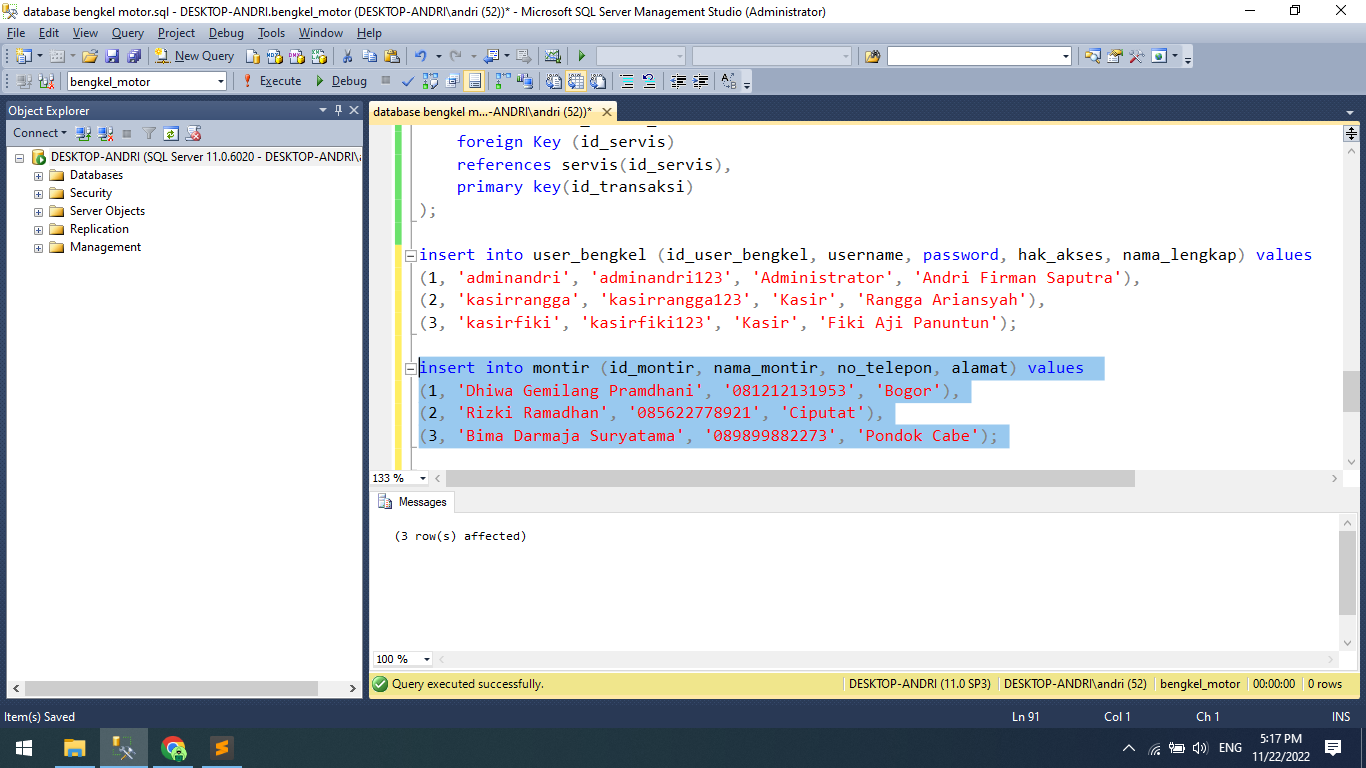 database bengkel motor.sql - DESKTOP-ANDRI.bengkel_motor (DESKTOP-ANDRI\andri (52))* - Microsoft SQL Server Management Studio (Administrator)
File Edit View Query Project Debug Tools Window Help
New Query
bengkel_motor Execute Debug
Object Explorer
Connect
DESKTOP-ANDRI (SQL Server 11.0.6020 - DESKTOP-ANDRI\
Databases
Security
Server Objects
Replication
Management
database bengkel m...-ANDRI\andri (52))*
foreign Key (id_servis)
references servis(id_servis),
primary key(id_transaksi)
);
insert into user_bengkel (id_user_bengkel, username, password, hak_akses, nama_lengkap) values
(1, 'adminandri', 'adminandri123', 'Administrator', 'Andri Firman Saputra'),
(2, 'kasirrangga', 'kasirrangga123', 'Kasir', 'Rangga Ariansyah'),
(3, 'kasirfiki', 'kasirfiki123', 'Kasir', 'Fiki Aji Panuntun');
insert into montir (id_montir, nama_montir, no_telepon, alamat) values
(1, 'Dhiwa Gemilang Pramdhani', '081212131953', 'Bogor'),
(2, 'Rizki Ramadhan', '085622778921', 'Ciputat'),
(3, 'Bima Darmaja Suryatama', '089899882273', 'Pondok Cabe');
133 %
Messages
(3 row(s) affected)
100 %
Query executed successfully. DESKTOP-ANDRI (11.0 SP3) DESKTOP-ANDRI\andri (52) bengkel_motor 00:00:00 0 rows
Item(s) Saved Ln 91 Col 1 Ch 1 INS
ENG 5:17 PM
11/22/2022